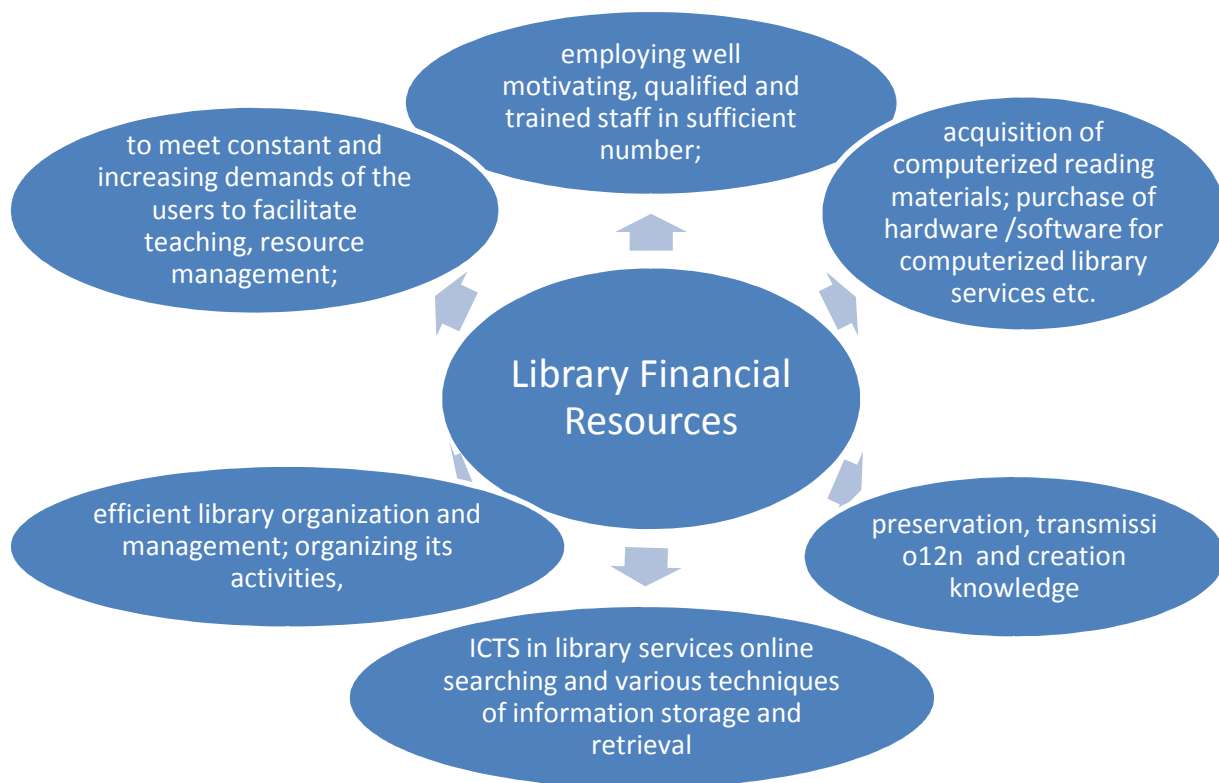 employing well
motivating, qualified and
trained staff in sufficient
number;
to meet constant and
increasing demands of the
users to facilitate
teaching, resource
management;
acquisition of
computerized reading
materials; purchase of
hardware /software for
computerized library
services etc.
Library Financial
Resources
efficient library organization and
management; organizing its
activities,
preservation, transmissi
o12n and creation
knowledge
ICTS in library services online
searching and various techniques
of information storage and
retrieval